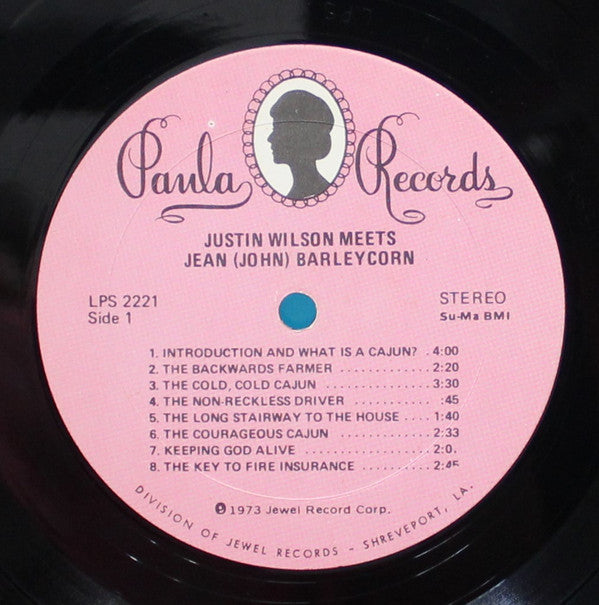 Paula Records
JUSTIN WILSON MEETS
JEAN (JOHN) BARLEYCORN
LPS 2221
Side 1
STEREO
Su-Ma BMI
1. INTRODUCTION AND WHAT IS A CAJUN? . 4:00
2. THE BACKWARDS FARMER ............ 2:20
3. THE COLD, COLD CAJUN ............ 3:30
4. THE NON-RECKLESS DRIVER .......... :45
5. THE LONG STAIRWAY TO THE HOUSE .... 1:40
6. THE COURAGEOUS CAJUN ............ 2:33
7. KEEPING GOD ALIVE ...............
8. THE KEY TO FIRE INSURANCE ......... 2:45
℗1973 Jewel Record Corp.
DIVISION OF JEWEL RECORDS - SHREVEPORT, LA.